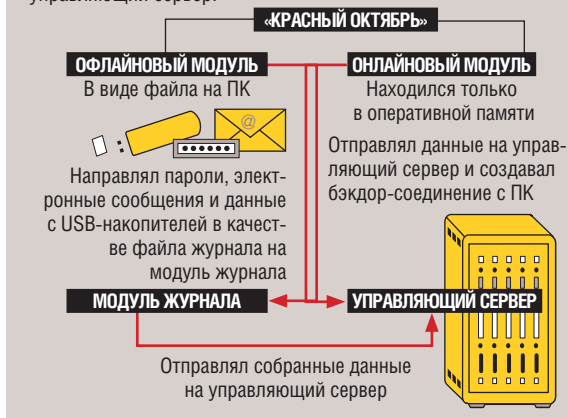 управляющий сервер.
«КРАСНЫЙ ОКТЯБРЬ»
ОФЛАЙНОВЫЙ МОДУЛЬ
В виде файла на ПК
@
Направлял пароли, элект-
ронные сообщения и данные
с USB-накопителей в качест-
ве файла журнала на
модуль журнала
ОНЛАЙНОВЫЙ МОДУЛЬ
Находился только
в оперативной памяти
Отправлял данные на управ-
ляющий сервер и создавал
бэкдор-соединение с ПК
МОДУЛЬ ЖУРНАЛА
УПРАВЛЯЮЩИЙ СЕРВЕР
Отправлял собранные данные
на управляющий сервер